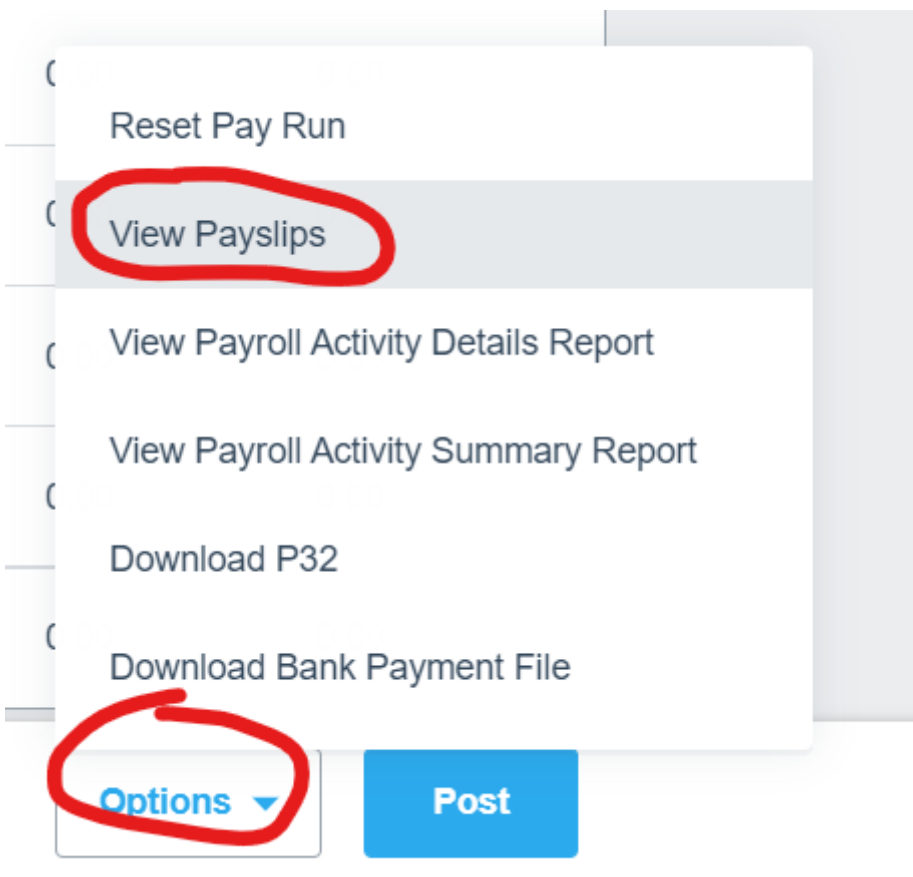 Reset Pay Run
View Payslips
View Payroll Activity Details Report
View Payroll Activity Summary Report
Download P32
Download Bank Payment File
Options
Post